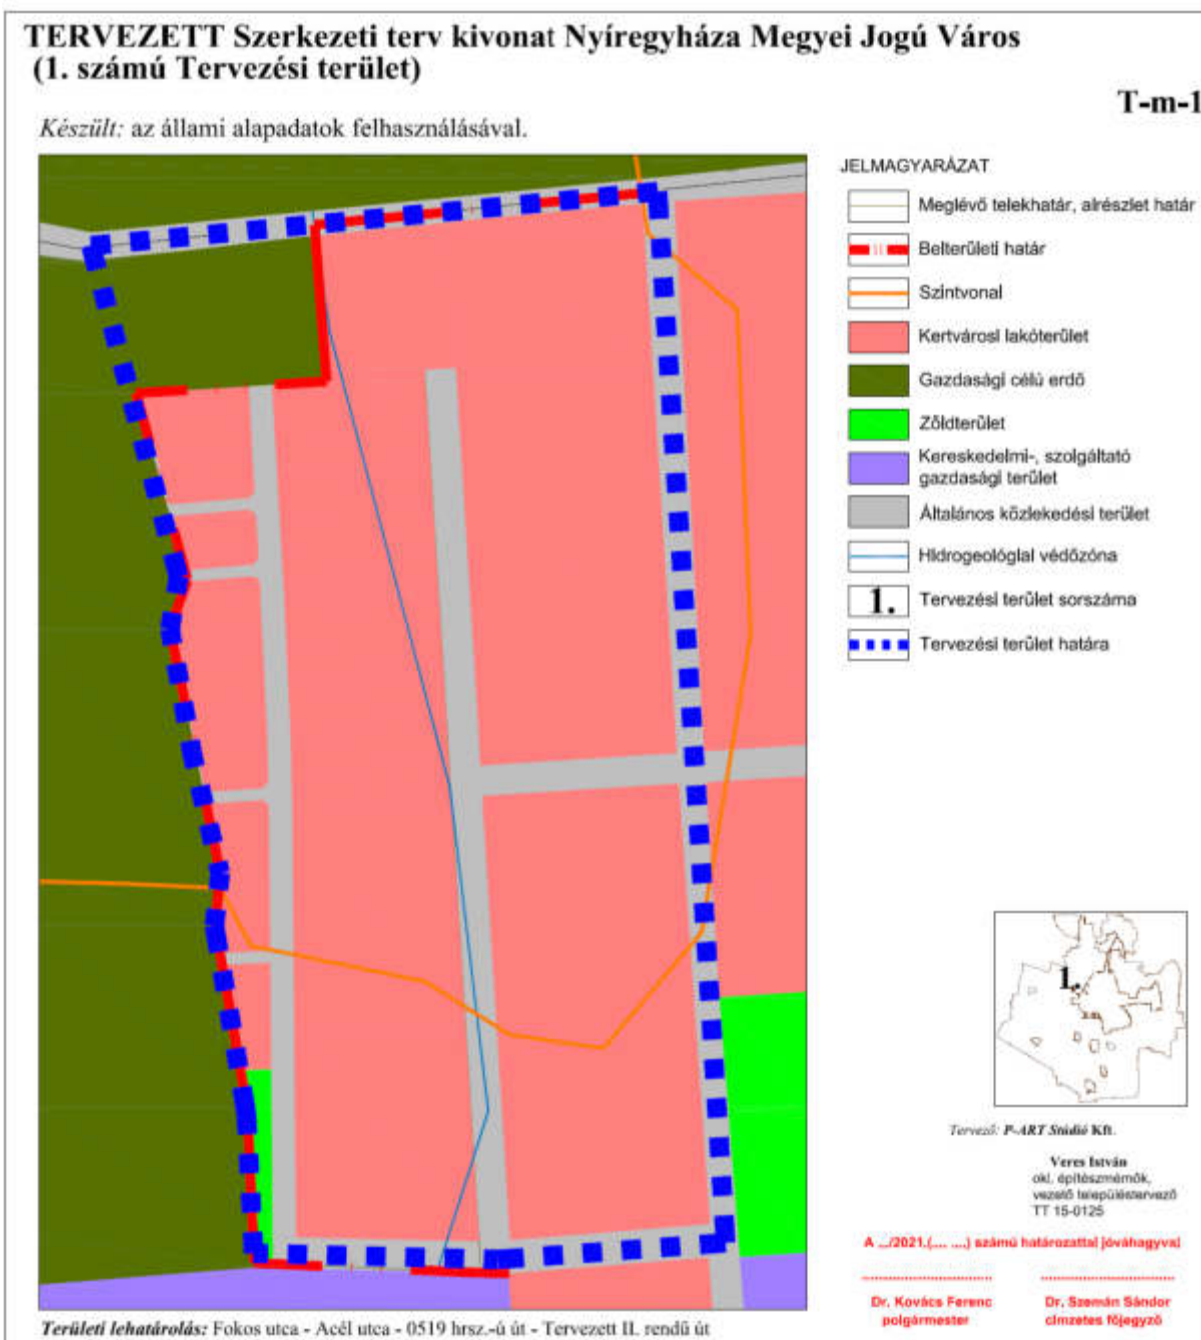 TERVEZETT Szerkezeti terv kivonat Nyíregyháza Megyei Jogú Város
(1. számú Tervezési terület)
T-m-1
Készült: az állami alapadatok felhasználásával.
JELMAGYARÁZAT
Meglévő telekhatár, alrészlet határ
Belterületi határ
Szintvonal
Kertvárosi lakóterület
Gazdasági célú erdő
Zöldterület
Kereskedelmi-, szolgáltató
gazdasági terület
Általános közlekedési terület
Hidrogeológiai védőzóna
1. Tervezési terület sorszáma
Tervezési terület határa
1.
Tervező: P-ART Stúdió Kft.
Veres István
okl. építészmérnök,
vezető településtervező
TT 15-0125
A .../2021.(.... ....) számú határozattal jóváhagyva!
Dr. Kovács Ferenc
polgármester
Dr. Szemán Sándor
címzetes főjegyző
Területi lehatárolás: Fokos utca - Acél utca - 0519 hrsz.-ú út - Tervezett II. rendű út